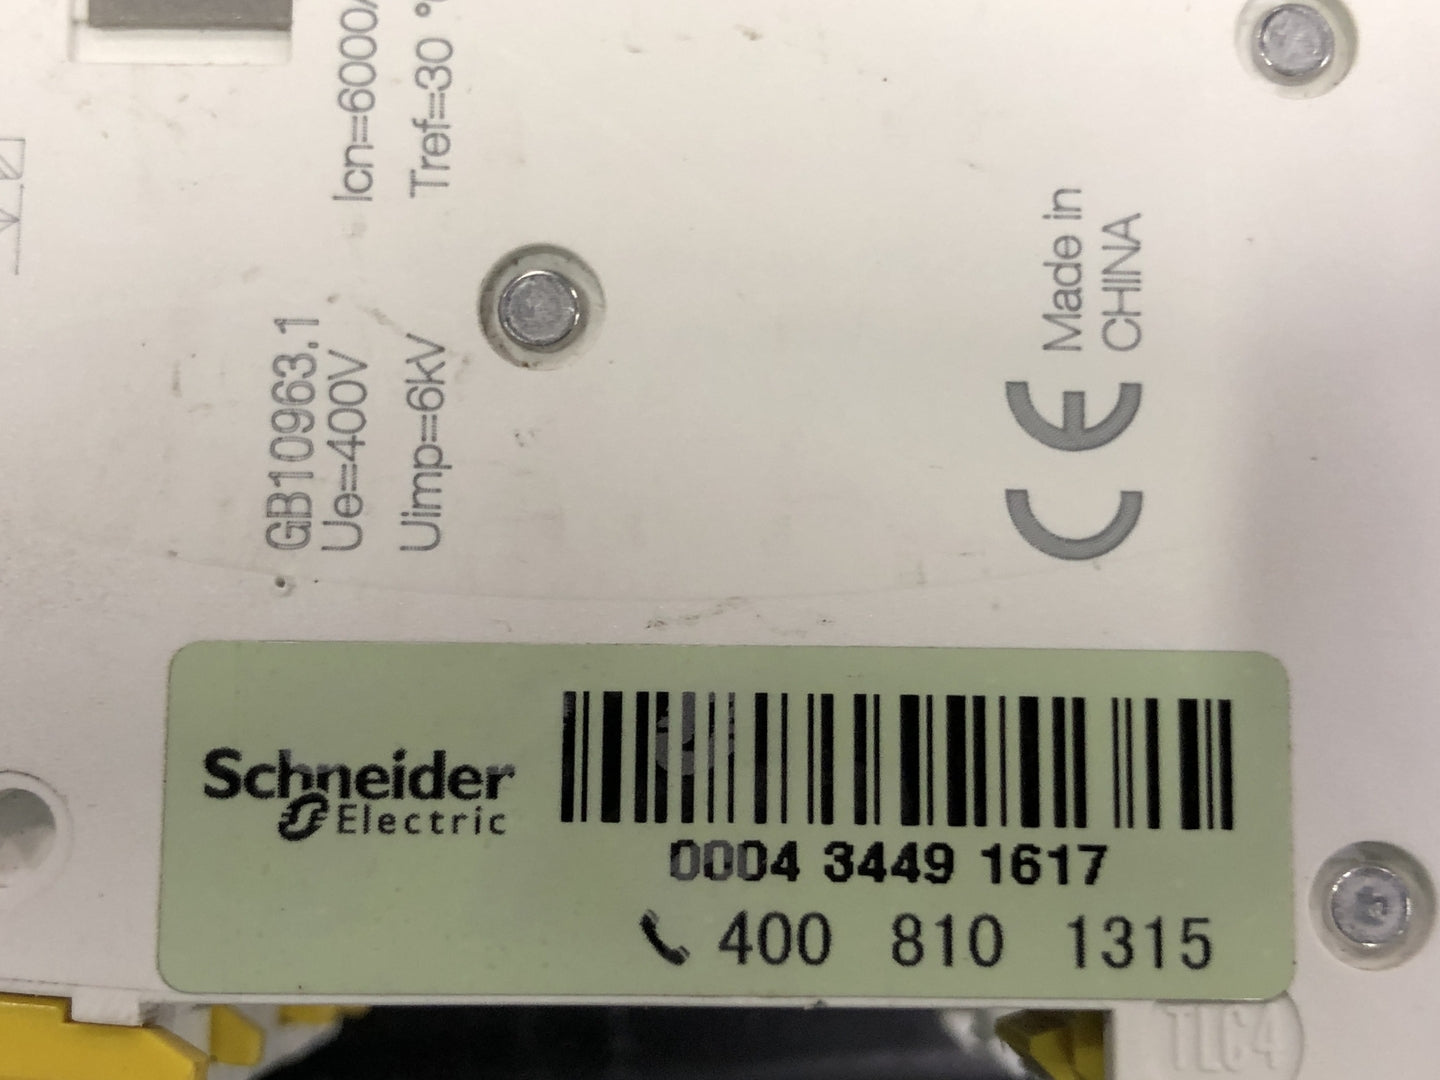 GB10963.1
Ue=400V
Icn=6000
Uimp=6kV
Tref=30 °
CE
Made in
CHINA
Schneider
Electric
0004 3449 1617
400 810 1315
TLC4